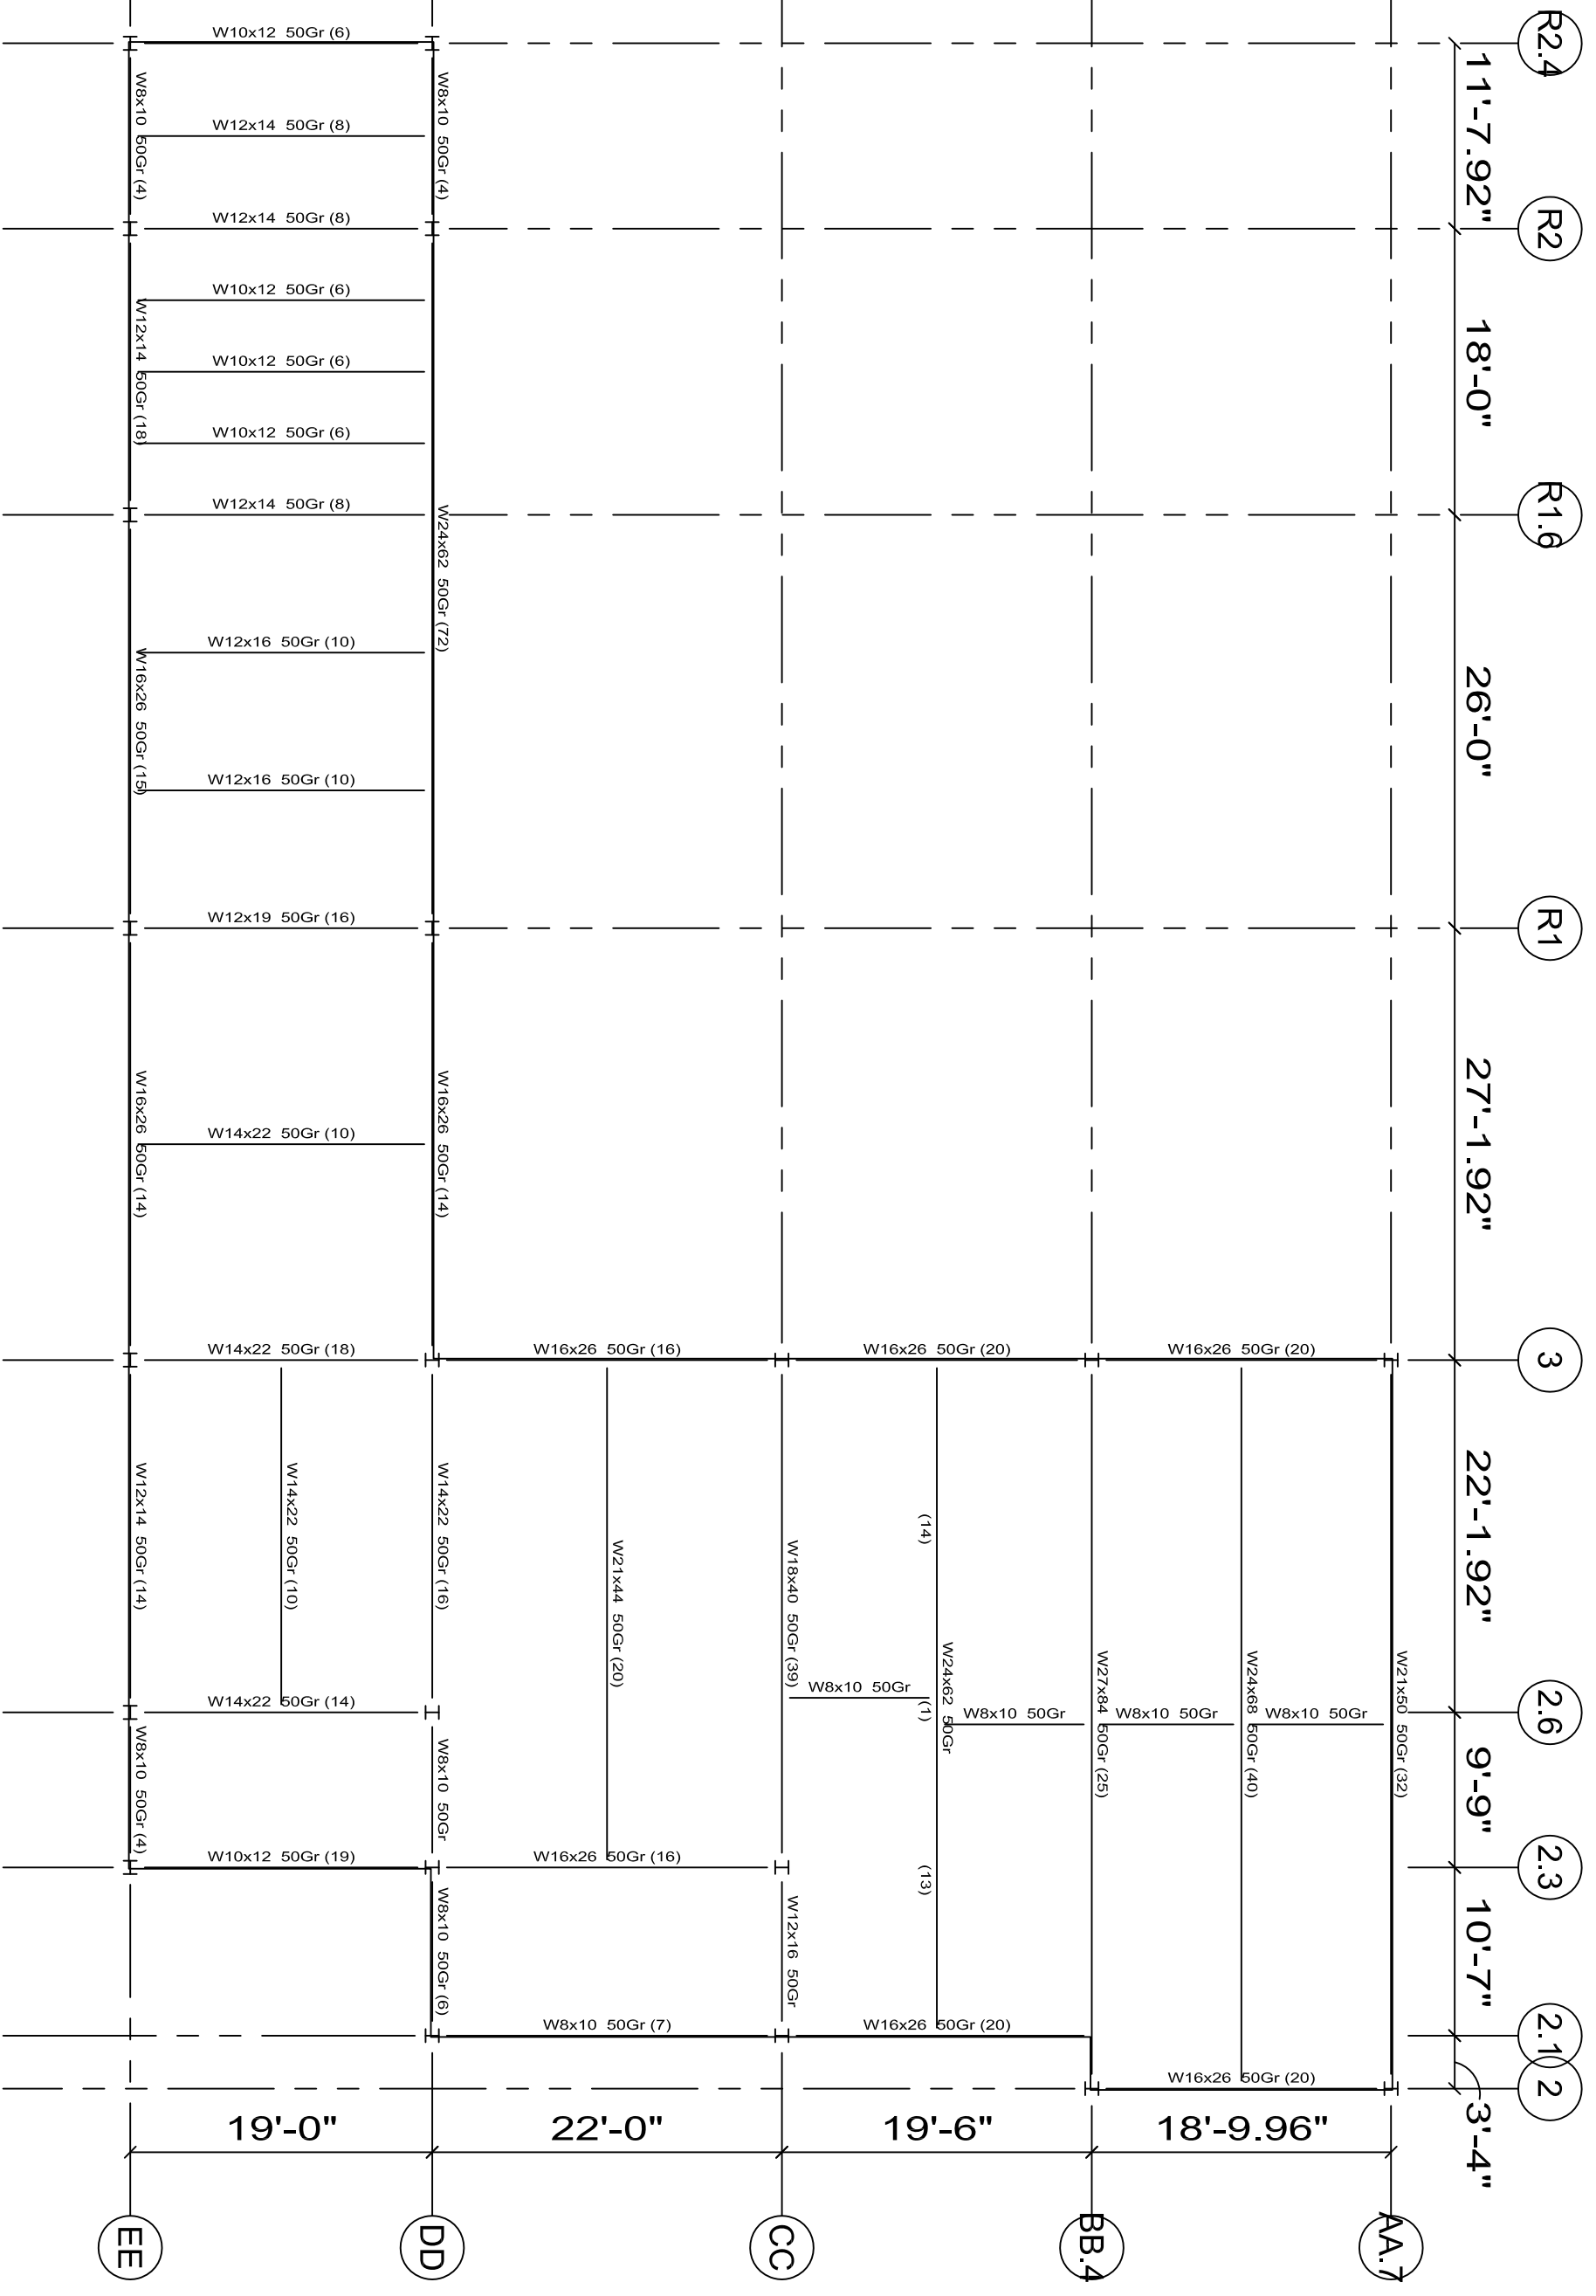 R2.4
W10x12 50Gr (6)
11'-7.92"
W8x10 50Gr (4)
W8x10 50Gr (4)
W12x14 50Gr (8)
R2
W12x14 50Gr (8)
18'-0"
W10x12 50Gr (6)
W12x14 50Gr (18)
W10x12 50Gr (6)
W10x12 50Gr (6)
R1.6
W12x14 50Gr (8)
W24x62 50Gr (72)
26'-0"
W12x16 50Gr (10)
W16x26 50Gr (15)
W12x16 50Gr (10)
R1
W12x19 50Gr (16)
27'-1.92"
W16x26 50Gr (14)
W16x26 50Gr (14)
W14x22 50Gr (10)
3
W14x22 50Gr (18)
W16x26 50Gr (16)
W16x26 50Gr (20)
W16x26 50Gr (20)
22'-1.92"
W12x14 50Gr (14)
W14x22 50Gr (10)
W14x22 50Gr (16)
W21x44 50Gr (20)
W18x40 50Gr (39)
(14)
W24x62 50Gr
(1)
(13)
W27x84 50Gr (25)
W24x68 50Gr (40)
W21x50 50Gr (32)
W8x10 50Gr
W8x10 50Gr
W8x10 50Gr
W8x10 50Gr
2.6
W14x22 50Gr (14)
9'-9"
W8x10 50Gr (4)
W8x10 50Gr
2.3
W10x12 50Gr (19)
W16x26 50Gr (16)
10'-7"
W8x10 50Gr (6)
W12x16 50Gr
2.1
W8x10 50Gr (7)
W16x26 50Gr (20)
2
W16x26 50Gr (20)
3'-4"
19'-0"
22'-0"
19'-6"
18'-9.96"
EE
DD
CC
BB.4
AA.7